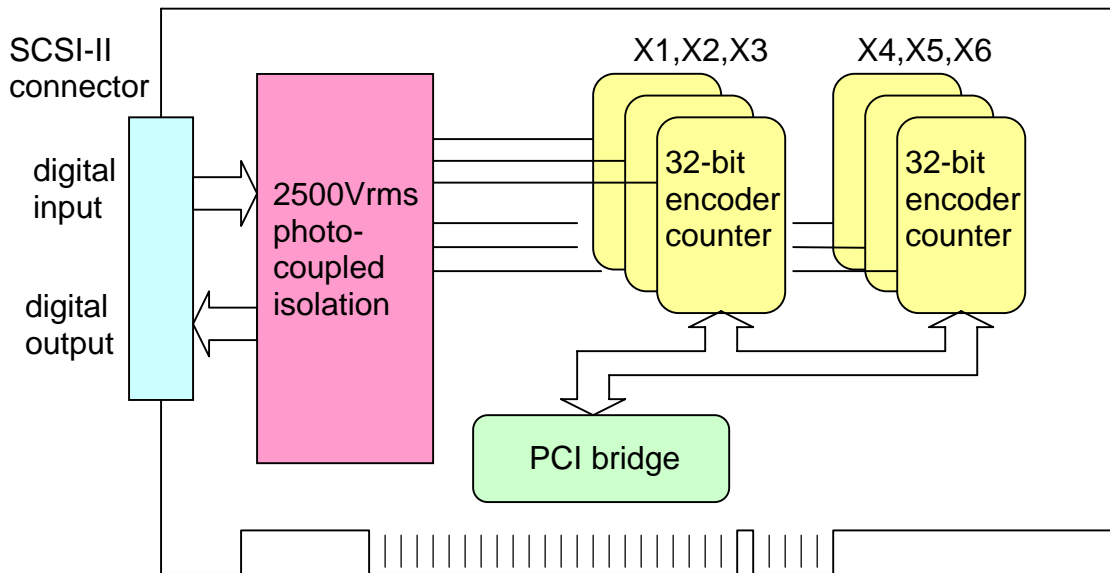 SCSI-II
connector
X1,X2,X3
X4,X5,X6
digital
input
digital
output
2500Vrms
photo-
coupled
isolation
32-bit
encoder
counter
32-bit
encoder
counter
PCI bridge